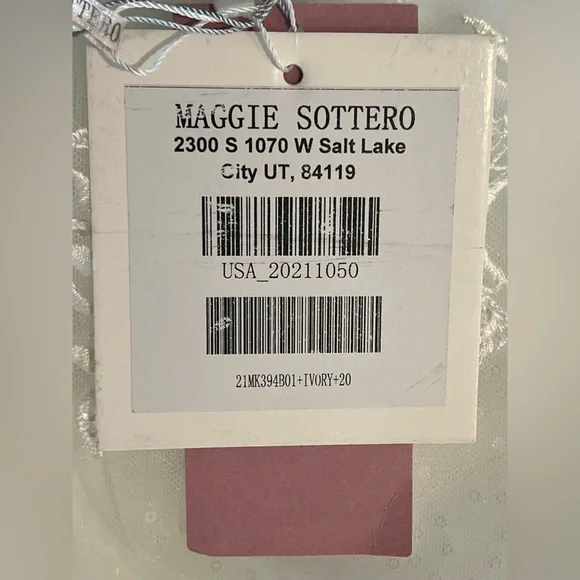 MAGGIE SOTTERO
2300 S 1070 W Salt Lake
City UT, 84119
USA_20211050
21MK394B01+IVORY+20